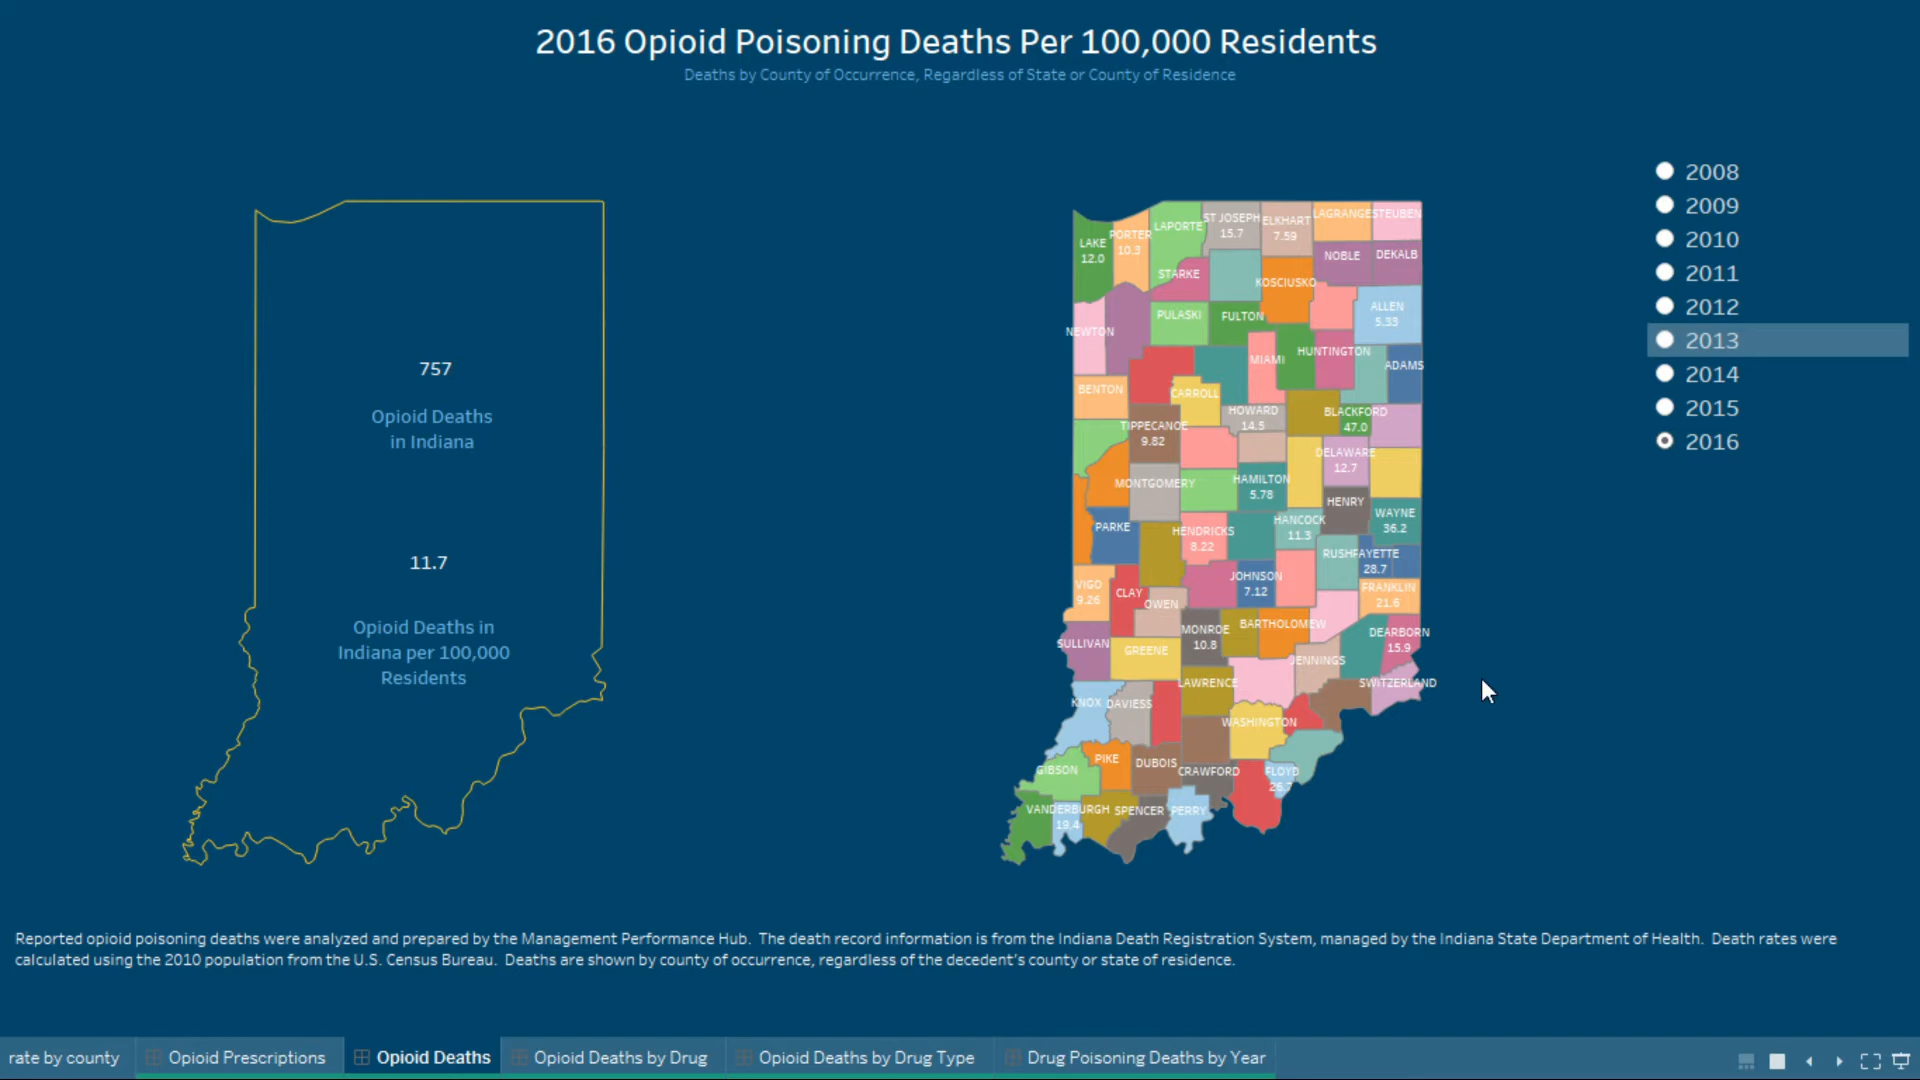 2016 Opioid Poisoning Deaths Per 100,000 Residents
Deaths by County of Occurrence, Regardless of State or County of Residence
757
Opioid Deaths
in Indiana
11.7
Opioid Deaths in
Indiana per 100,000
Residents
LAKE
12.0
PORTER
10.3
LAPORTE
ST JOSEPH
15.7
ELKHART
7.59
LAGRANGE
STEUBEN
NOBLE
DEKALB
STARKE
KOSCIUSKO
ALLEN
5.33
NEWTON
PULASKI
FULTON
MIAMI
HUNTINGTON
ADAMS
BENTON
CARROLL
HOWARD
14.5
BLACKFORD
47.0
TIPPECANOE
9.82
DELAWARE
12.7
MONTGOMERY
HAMILTON
5.78
HENRY
WAYNE
36.2
PARKE
HENDRICKS
8.22
HANCOCK
11.3
RUSH
FAYETTE
28.7
VIGO
9.26
CLAY
OWEN
JOHNSON
7.12
FRANKLIN
21.6
SULLIVAN
GREENE
MONROE
10.8
BARTHOLOMEW
DEARBORN
15.9
JENNINGS
KNOX
DAVIESS
LAWRENCE
SWITZERLAND
WASHINGTON
GIBSON
PIKE
DUBOIS
CRAWFORD
FLOYD
VANDERBURGH
19.4
SPENCER
PERRY
2008
2009
2010
2011
2012
2013
2014
2015
2016
Reported opioid poisoning deaths were analyzed and prepared by the Management Performance Hub. The death record information is from the Indiana Death Registration System, managed by the Indiana State Department of Health. Death rates were
calculated using the 2010 population from the U.S. Census Bureau. Deaths are shown by county of occurrence, regardless of the decedent's county or state of residence.
rate by county
Opioid Prescriptions
Opioid Deaths
Opioid Deaths by Drug
Opioid Deaths by Drug Type
Drug Poisoning Deaths by Year